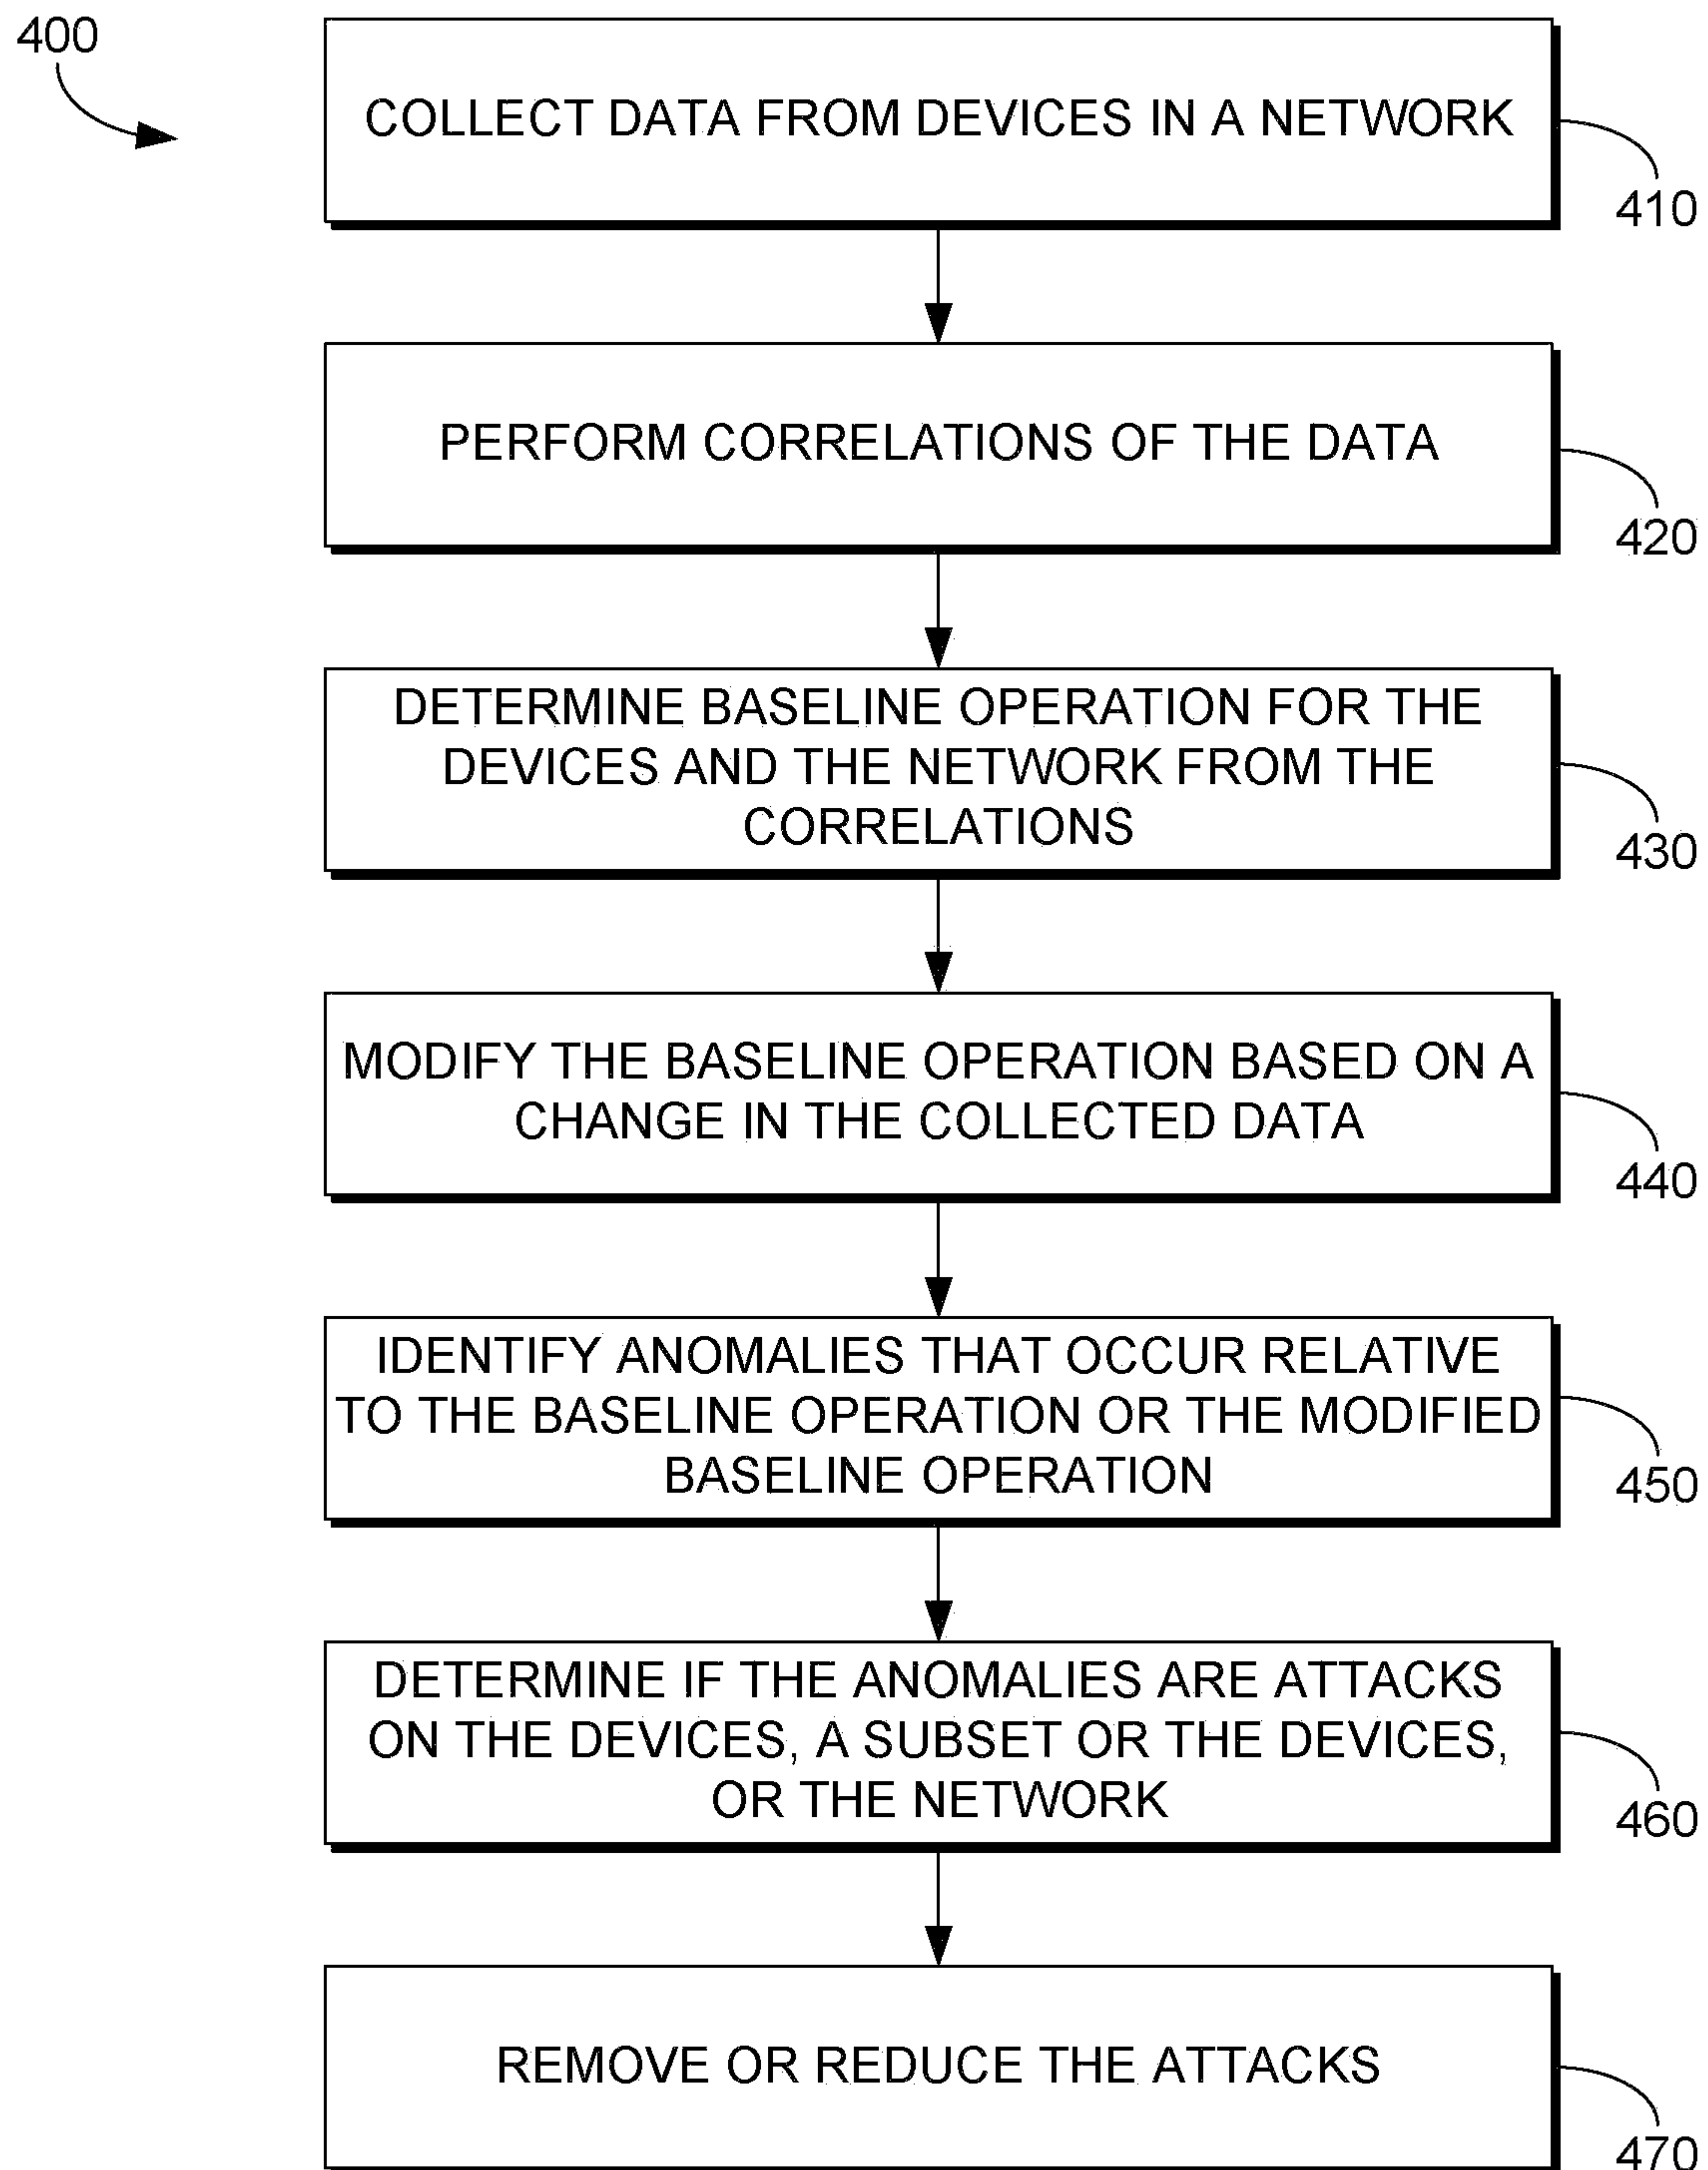 400
COLLECT DATA FROM DEVICES IN A NETWORK
410
PERFORM CORRELATIONS OF THE DATA
420
DETERMINE BASELINE OPERATION FOR THE
DEVICES AND THE NETWORK FROM THE
CORRELATIONS
430
MODIFY THE BASELINE OPERATION BASED ON A
CHANGE IN THE COLLECTED DATA
440
IDENTIFY ANOMALIES THAT OCCUR RELATIVE
TO THE BASELINE OPERATION OR THE MODIFIED
BASELINE OPERATION
450
DETERMINE IF THE ANOMALIES ARE ATTACKS
ON THE DEVICES, A SUBSET OR THE DEVICES,
OR THE NETWORK
460
REMOVE OR REDUCE THE ATTACKS
470